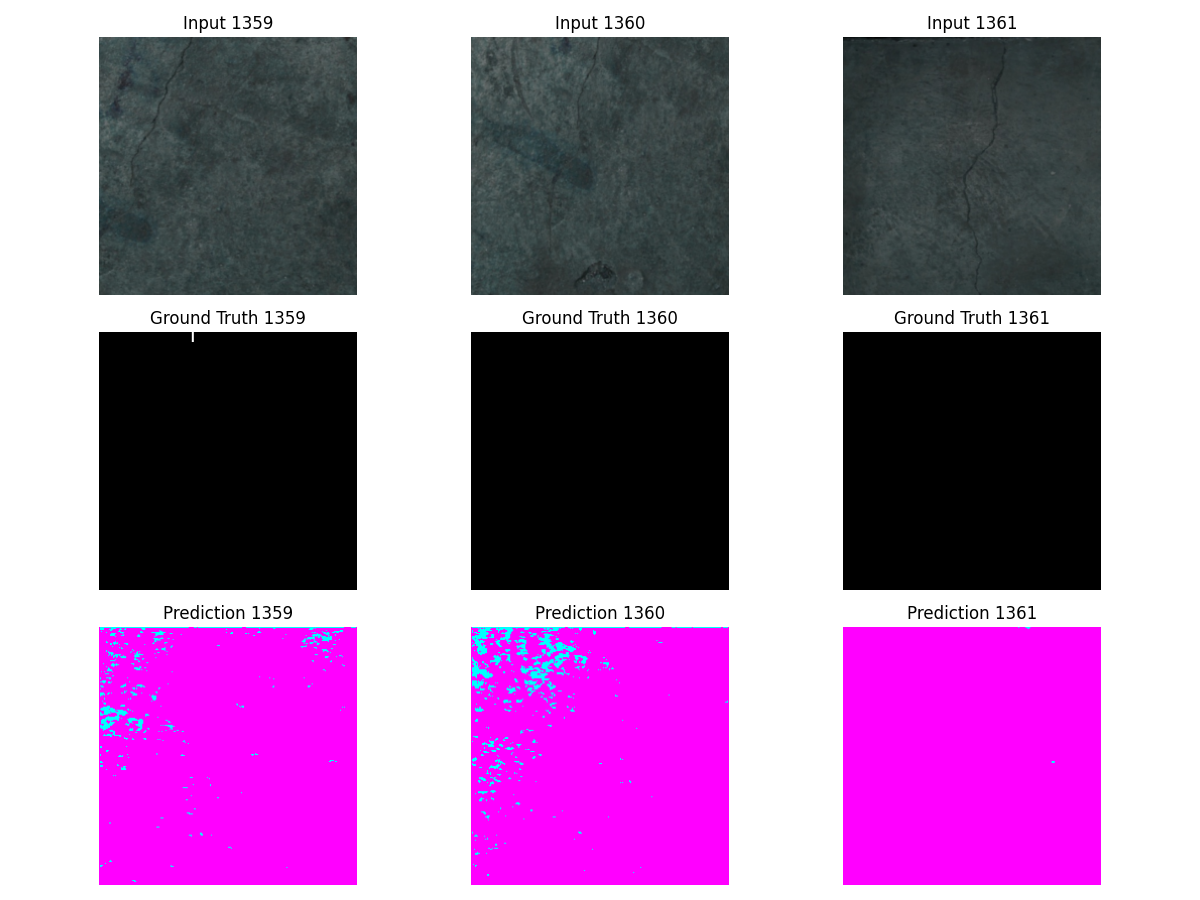 Input 1359
Input 1360
Input 1361
Ground Truth 1359
Ground Truth 1360
Ground Truth 1361
Prediction 1359
Prediction 1360
Prediction 1361